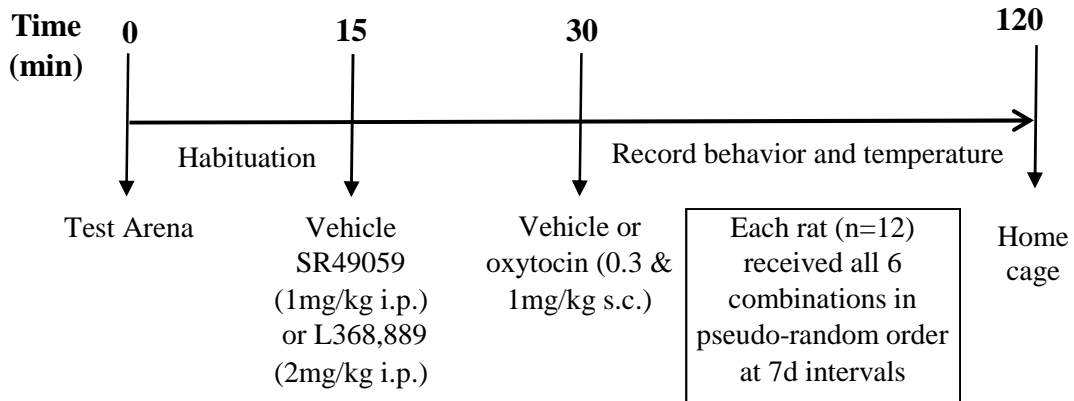 Time (min)
0
15
30
120
Habituation
Record behavior and temperature
Test Arena
Vehicle
SR49059
(1mg/kg i.p.)
or L368,889
(2mg/kg i.p.)
Vehicle or
oxytocin (0.3 &
1mg/kg s.c.)
Each rat (n=12)
received all 6
combinations in
pseudo-random order
at 7d intervals
Home
cage